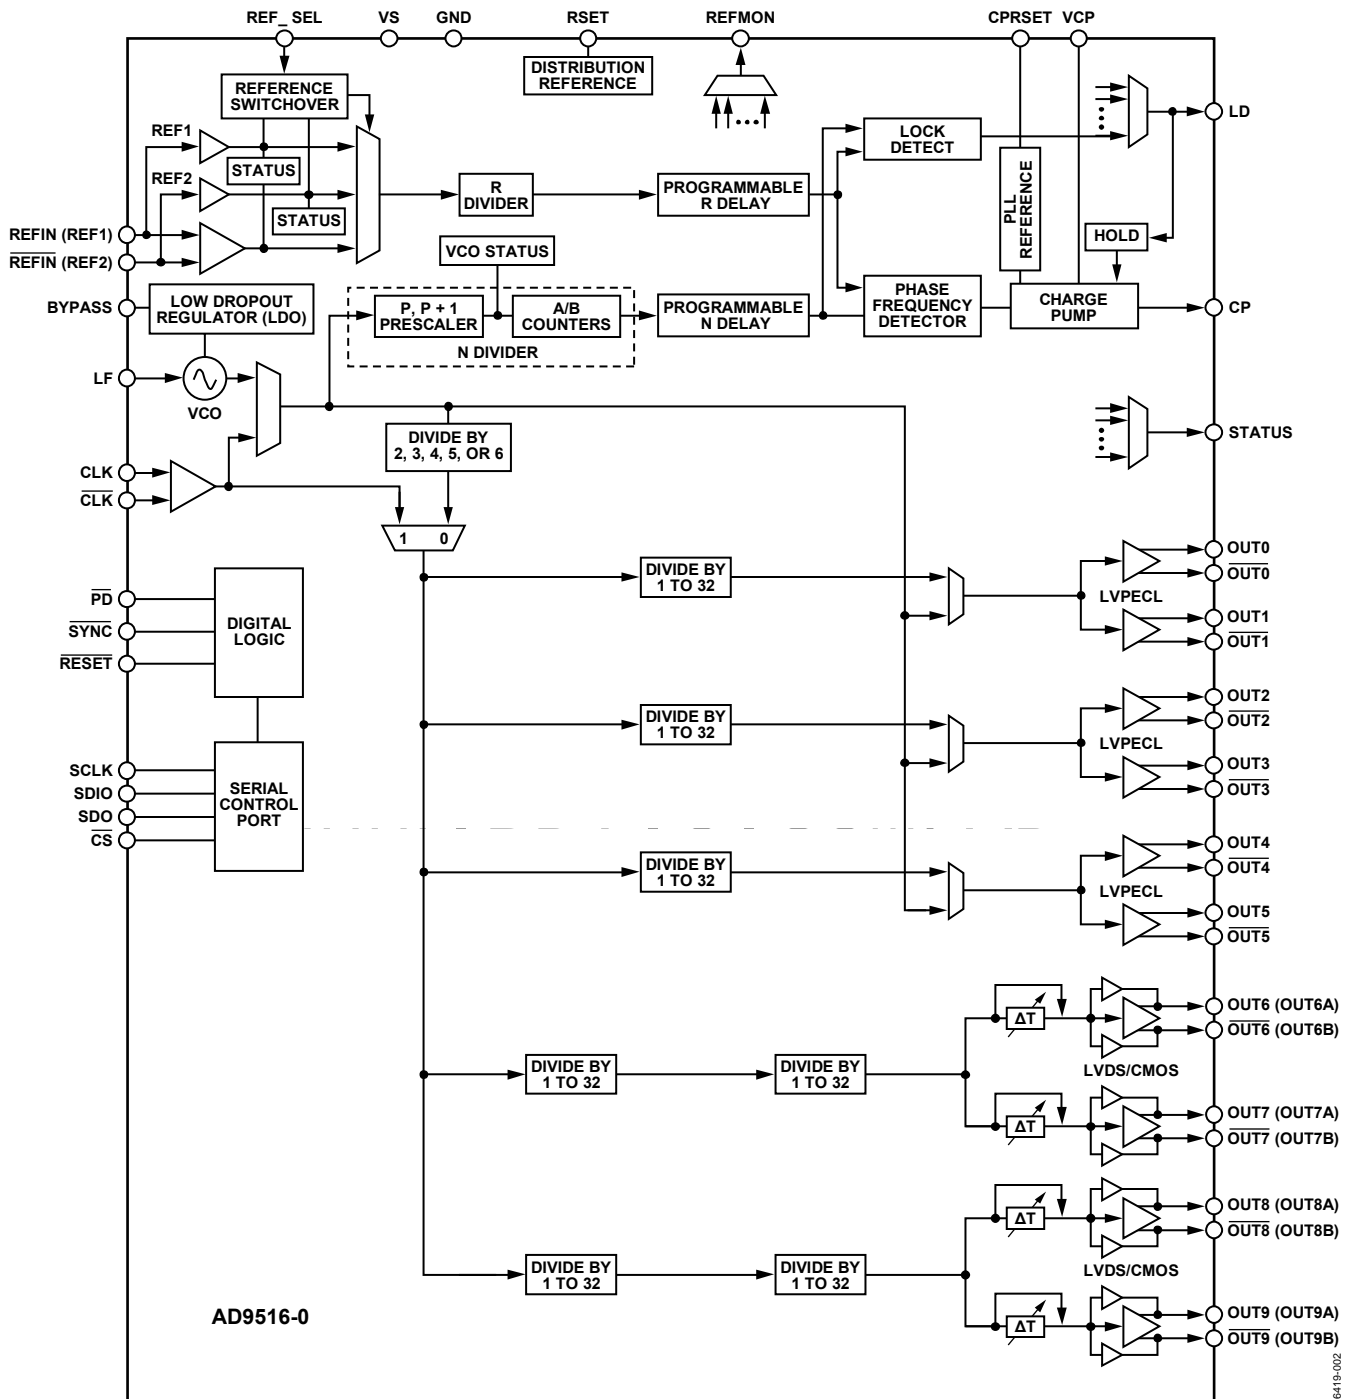 REF_ SEL VS GND RSET REFMON CPRSET VCP
DISTRIBUTION
REFERENCE
REFERENCE
SWITCHOVER
LD
REF1
STATUS
REF2
STATUS
LOCK
DETECT
R
DIVIDER
PROGRAMMABLE
R DELAY
PLL
REFERENCE
HOLD
REFIN (REF1)
REFIN (REF2)
VCO STATUS
BYPASS
LOW DROPOUT
REGULATOR (LDO)
P, P + 1
PRESCALER
A/B
COUNTERS
N DIVIDER
PROGRAMMABLE
N DELAY
PHASE
FREQUENCY
DETECTOR
CHARGE
PUMP
CP
LF
VCO
STATUS
DIVIDE BY
2, 3, 4, 5, OR 6
CLK
CLK
1 0
DIVIDE BY
1 TO 32
LVPECL
OUT0
OUT0
OUT1
OUT1
PD
SYNC
RESET
DIGITAL
LOGIC
DIVIDE BY
1 TO 32
LVPECL
OUT2
OUT2
OUT3
OUT3
SCLK
SDIO
SDO
CS
SERIAL
CONTROL
PORT
DIVIDE BY
1 TO 32
LVPECL
OUT4
OUT4
OUT5
OUT5
DIVIDE BY
1 TO 32
DIVIDE BY
1 TO 32
ΔT
ΔT
LVDS/CMOS
OUT6 (OUT6A)
OUT6 (OUT6B)
OUT7 (OUT7A)
OUT7 (OUT7B)
DIVIDE BY
1 TO 32
DIVIDE BY
1 TO 32
ΔT
ΔT
LVDS/CMOS
OUT8 (OUT8A)
OUT8 (OUT8B)
OUT9 (OUT9A)
OUT9 (OUT9B)
AD9516-0
6419-002